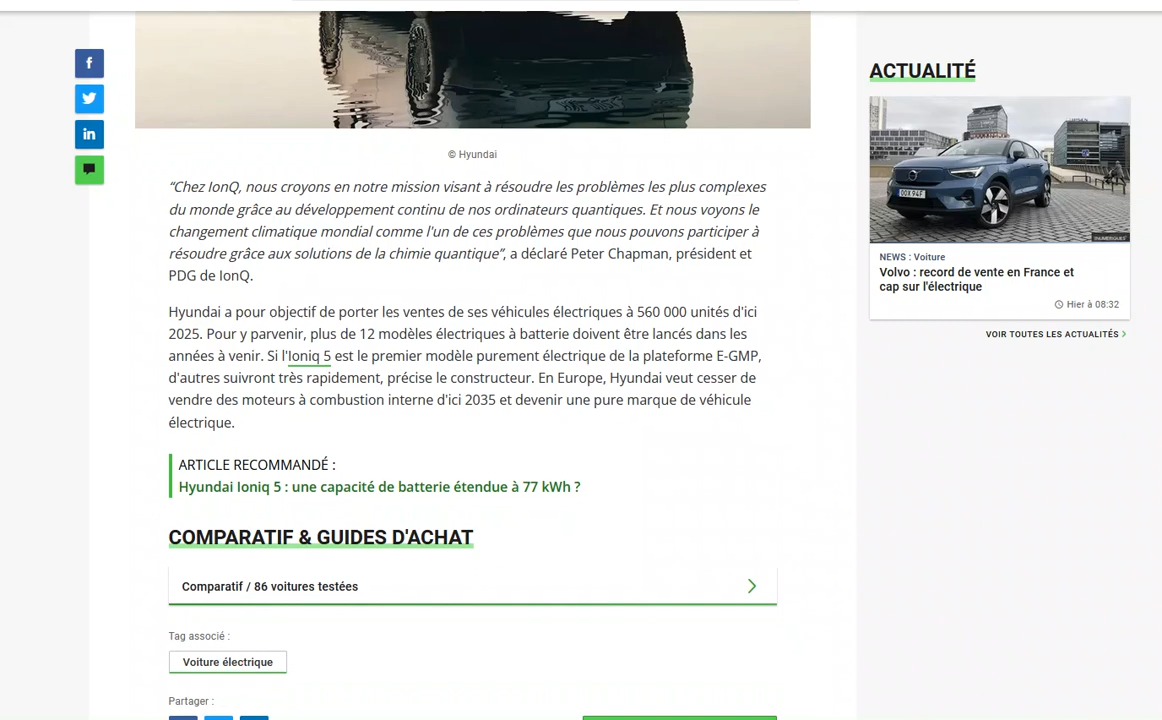 © Hyundai
“Chez IonQ, nous croyons en notre mission visant à résoudre les problèmes les plus complexes
du monde grâce au développement continu de nos ordinateurs quantiques. Et nous voyons le
changement climatique mondial comme l'un de ces problèmes que nous pouvons participer à
résoudre grâce aux solutions de la chimie quantique”, a déclaré Peter Chapman, président et
PDG de IonQ.
Hyundai a pour objectif de porter les ventes de ses véhicules électriques à 560 000 unités d'ici
2025. Pour y parvenir, plus de 12 modèles électriques à batterie doivent être lancés dans les
années à venir. Si l'Ioniq 5 est le premier modèle purement électrique de la plateforme E-GMP,
d'autres suivront très rapidement, précise le constructeur. En Europe, Hyundai veut cesser de
vendre des moteurs à combustion interne d'ici 2035 et devenir une pure marque de véhicule
électrique.
ARTICLE RECOMMANDÉ :
Hyundai Ioniq 5 : une capacité de batterie étendue à 77 kWh ?
COMPARATIF & GUIDES D'ACHAT
Comparatif / 86 voitures testées
Tag associé :
Voiture électrique
Partager :
ACTUALITÉ
NEWS : Voiture
Volvo : record de vente en France et
cap sur l'électrique
Hier à 08:32
VOIR TOUTES LES ACTUALITÉS